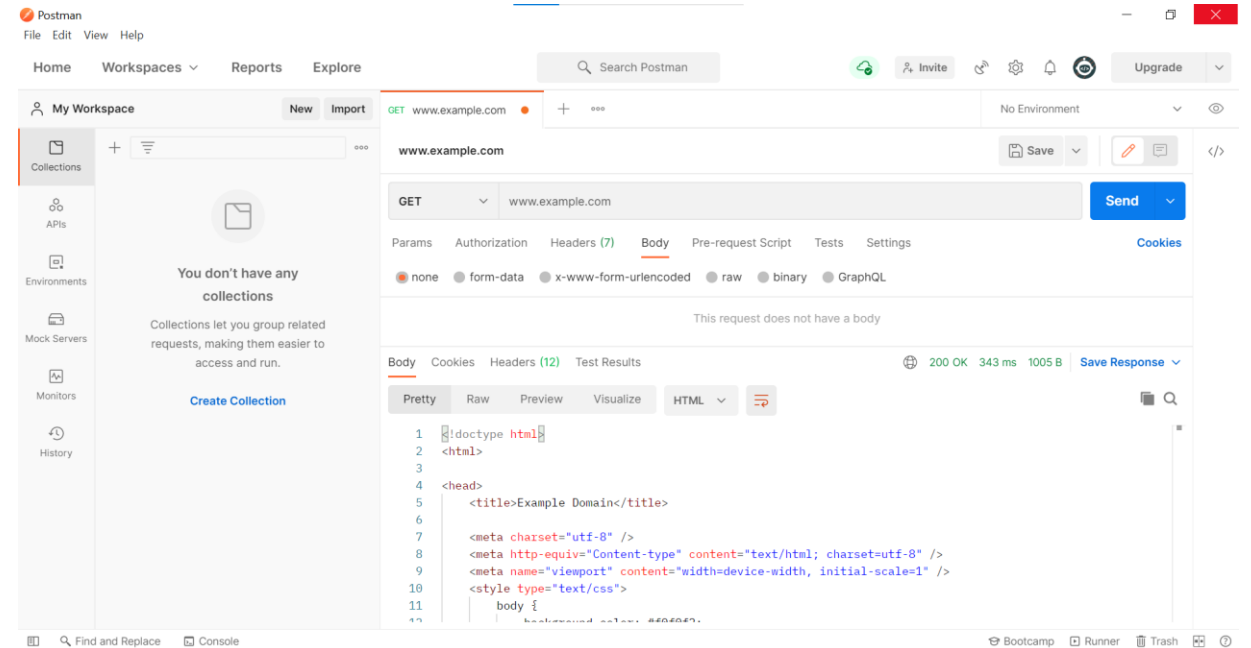 Postman
File Edit View Help
Home Workspaces Reports Explore Search Postman Invite Upgrade
My Workspace New Import GET www.example.com No Environment
Collections
www.example.com Save </>
APIs
GET www.example.com Send
Params Authorization Headers (7) Body Pre-request Script Tests Settings Cookies
Environments
none form-data x-www-form-urlencoded raw binary GraphQL
You don't have any
collections
Mock Servers
Collections let you group related
requests, making them easier to
access and run.
This request does not have a body
Monitors
Create Collection
History
Body Cookies Headers (12) Test Results 200 OK 343 ms 1005 B Save Response
Pretty Raw Preview Visualize HTML
1 <!doctype html>
2 <html>
3
4 <head>
5 <title>Example Domain</title>
6
7 <meta charset="utf-8" />
8 <meta http-equiv="Content-type" content="text/html; charset=utf-8" />
9 <meta name="viewport" content="width=device-width, initial-scale=1" />
10 <style type="text/css">
11 body {
12 background-color: #f0f0f2;
Find and Replace Console Bootcamp Runner Trash